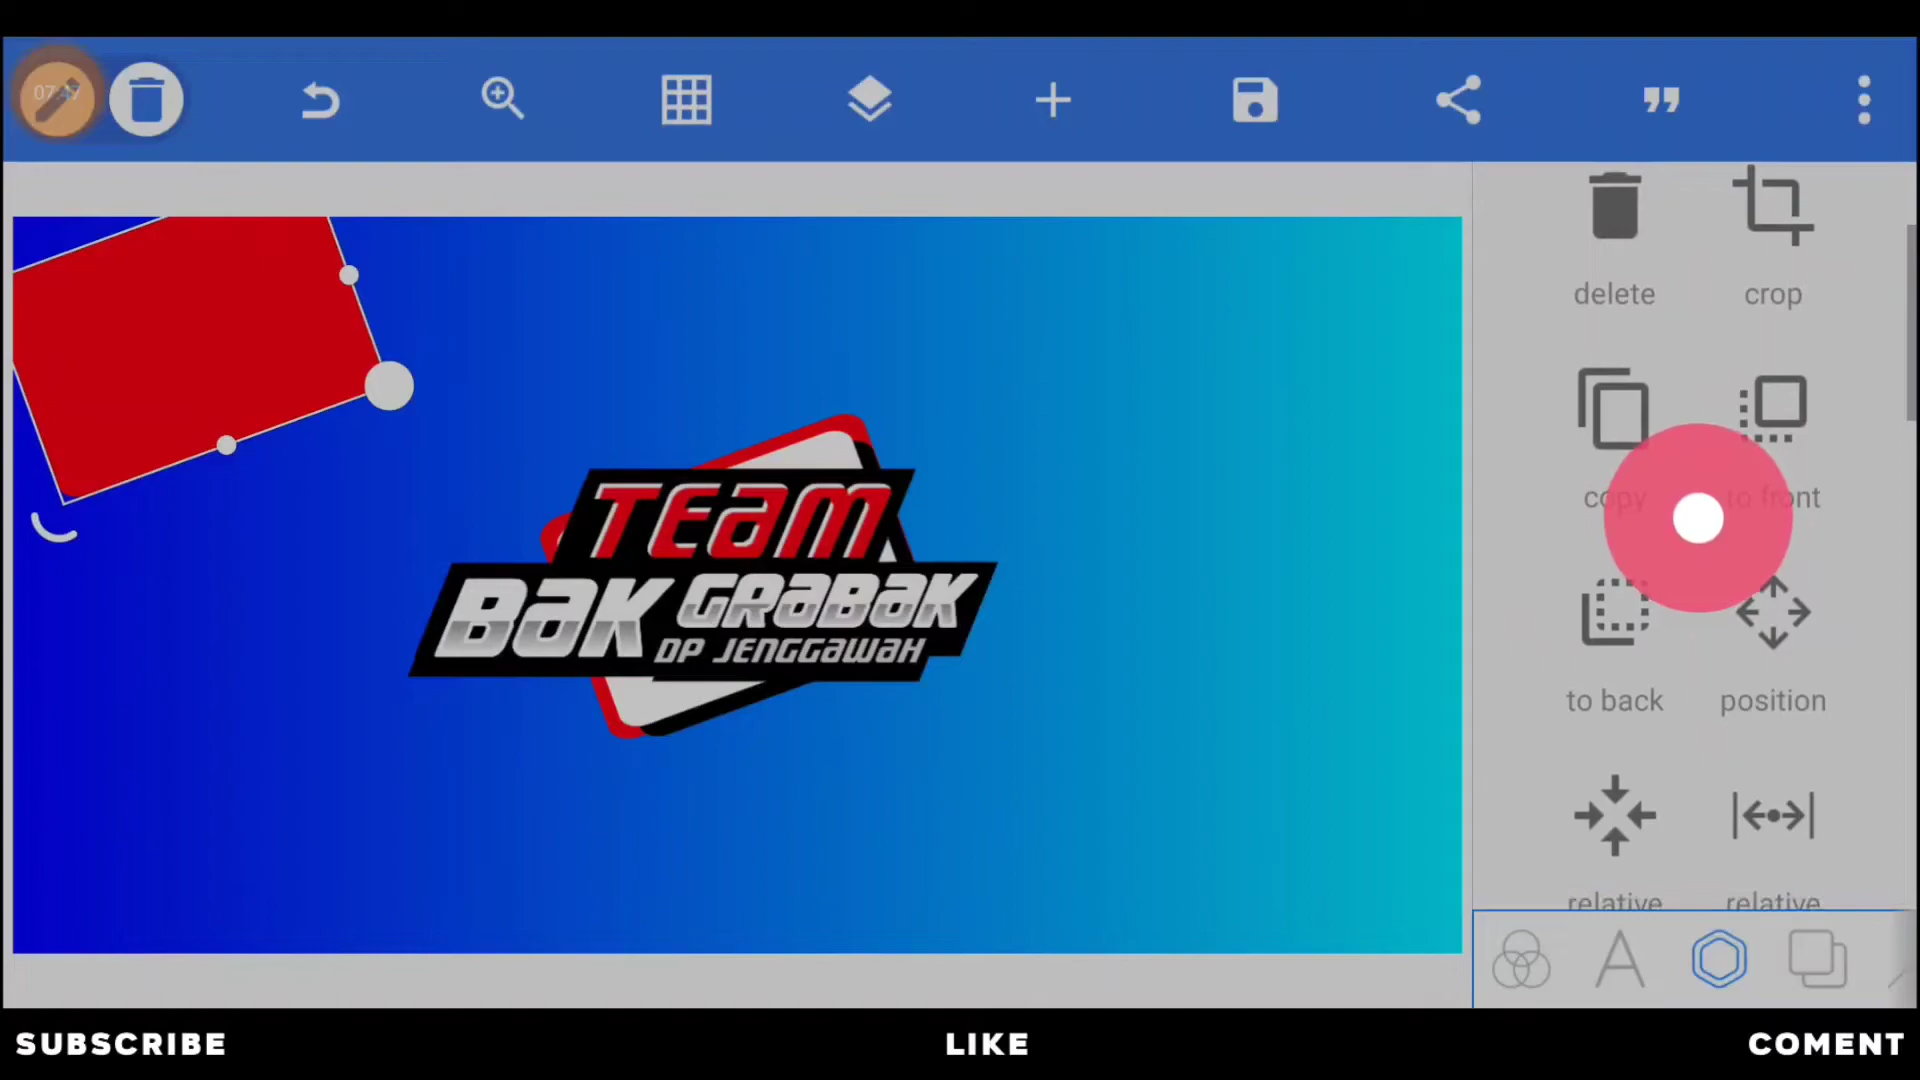 delete crop
copy to front
TEAM
BAK GRABAK
DP JENGGAWAH
to back position
relative relative
SUBSCRIBE LIKE COMENT